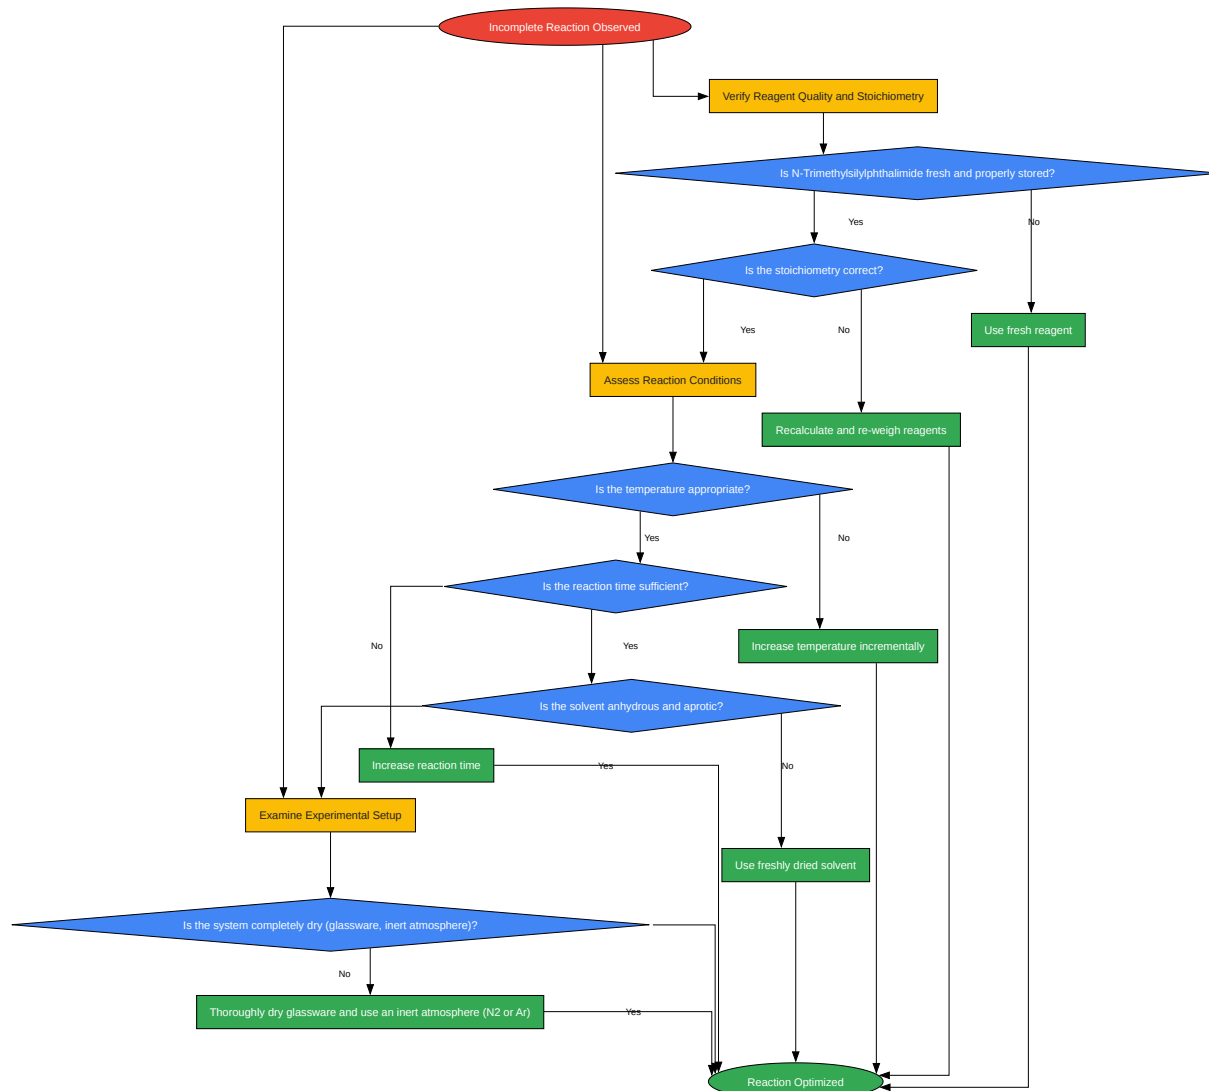 Incomplete Reaction Observed
Verify Reagent Quality and Stoichiometry
Is N-Trimethylsilylphthalimide fresh and properly stored?
Yes
No
Is the stoichiometry correct?
Yes
No
Use fresh reagent
Assess Reaction Conditions
Recalculate and re-weigh reagents
Is the temperature appropriate?
Yes
No
Is the reaction time sufficient?
No
Yes
Increase temperature incrementally
Is the solvent anhydrous and aprotic?
Increase reaction time
Yes
No
Examine Experimental Setup
Use freshly dried solvent
Is the system completely dry (glassware, inert atmosphere)?
No
Thoroughly dry glassware and use an inert atmosphere (N2 or Ar)
Yes
Reaction Optimized